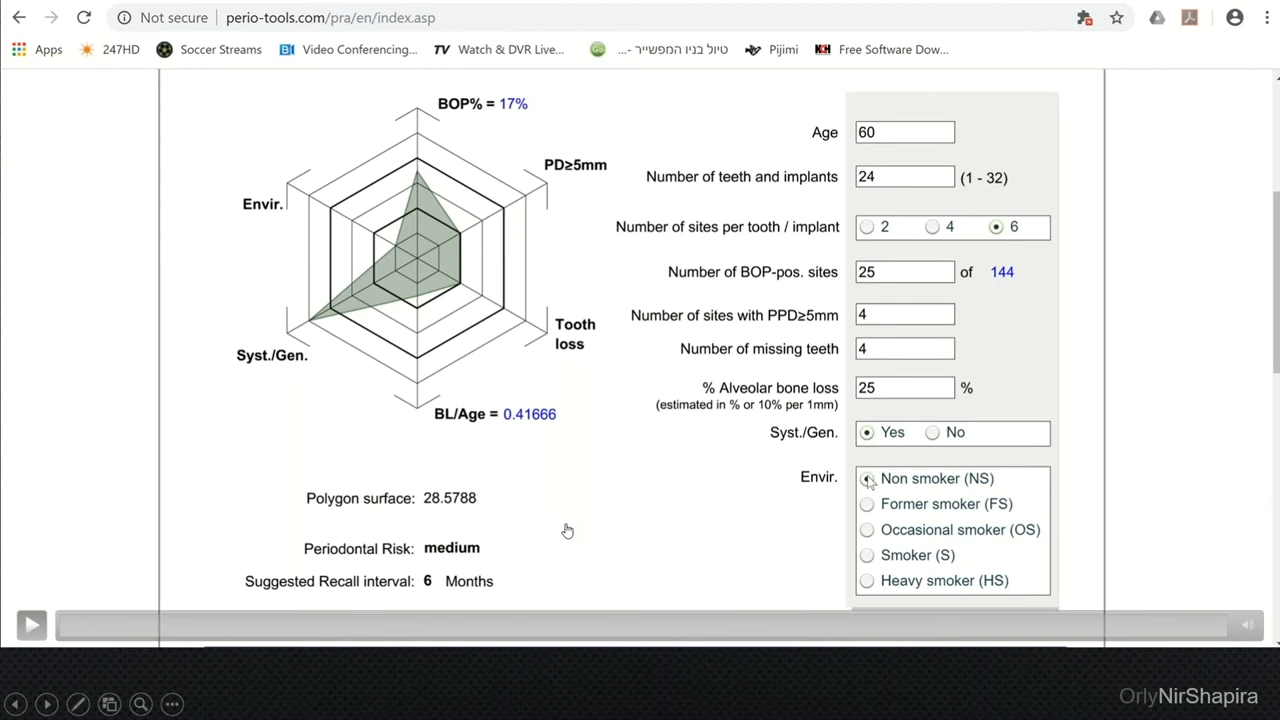 Not secure
perio-tools.com/pra/en/index.asp
Apps
247HD
Soccer Streams
Video Conferencing...
Watch & DVR Live...
טיול בניו המפשייר -...
Pijimi
Free Software Dow...
BOP% = 17%
PD≥5mm
Envir.
Tooth
loss
Syst./Gen.
BL/Age = 0.41666
Polygon surface: 28.5788
Periodontal Risk: medium
Suggested Recall interval: 6 Months
Age 60
Number of teeth and implants 24 (1 - 32)
Number of sites per tooth / implant 2 4 6
Number of BOP-pos. sites 25 of 144
Number of sites with PPD≥5mm 4
Number of missing teeth 4
% Alveolar bone loss 25 %
(estimated in % or 10% per 1mm)
Syst./Gen. Yes No
Envir. Non smoker (NS)
Former smoker (FS)
Occasional smoker (OS)
Smoker (S)
Heavy smoker (HS)
OrlyNirShapira